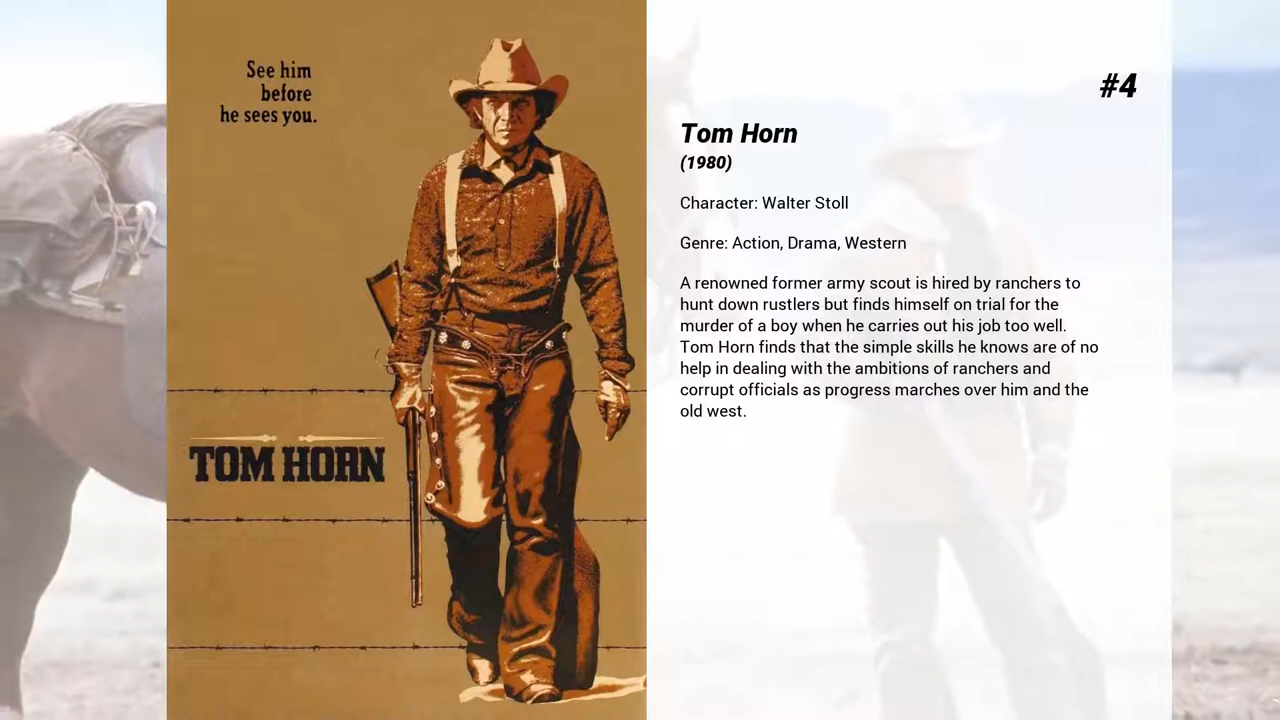 See him
before
he sees you.
TOM HORN
#4
Tom Horn
(1980)
Character: Walter Stoll
Genre: Action, Drama, Western
A renowned former army scout is hired by ranchers to
hunt down rustlers but finds himself on trial for the
murder of a boy when he carries out his job too well.
Tom Horn finds that the simple skills he knows are of no
help in dealing with the ambitions of ranchers and
corrupt officials as progress marches over him and the
old west.